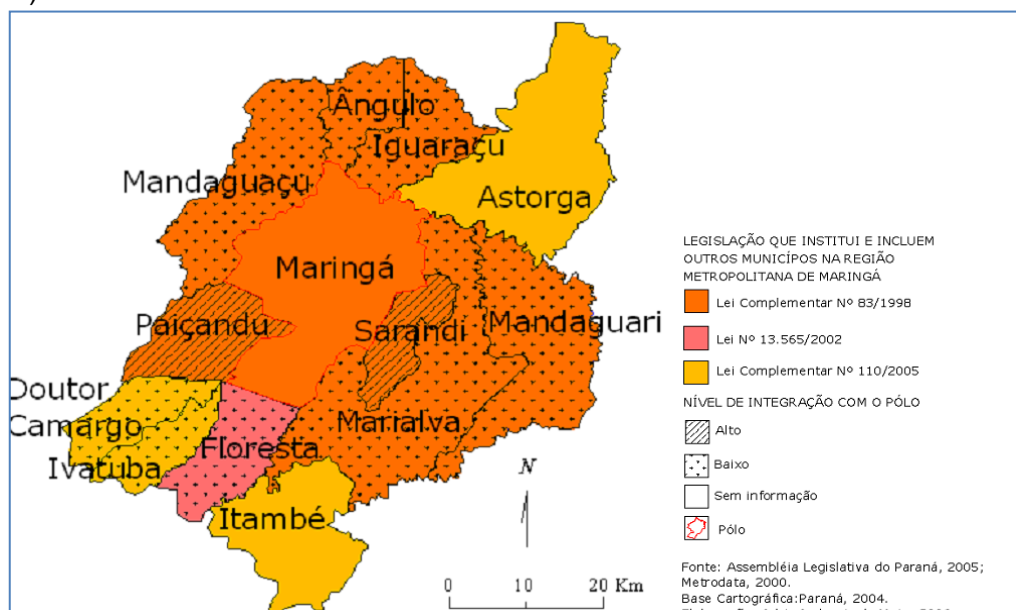 Ângulo
Iguaraçu
Mandaguaçu
Astorga
Maringá
Paiçandu
Sarandi
Mandaguari
Doutor
Camargo
Marialva
Floresta
Ivatuba
Itambé
N
0 10 20 Km
LEGISLAÇÃO QUE INSTITUI E INCLUEM
OUTROS MUNICÍPOS NA REGIÃO
METROPOLITANA DE MARINGÁ
Lei Complementar Nº 83/1998
Lei Nº 13.565/2002
Lei Complementar Nº 110/2005
NÍVEL DE INTEGRAÇÃO COM O PÓLO
Alto
Baixo
Sem informação
Pólo
Fonte: Assembléia Legislativa do Paraná, 2005;
Metrodata, 2000.
Base Cartográfica:Paraná, 2004.